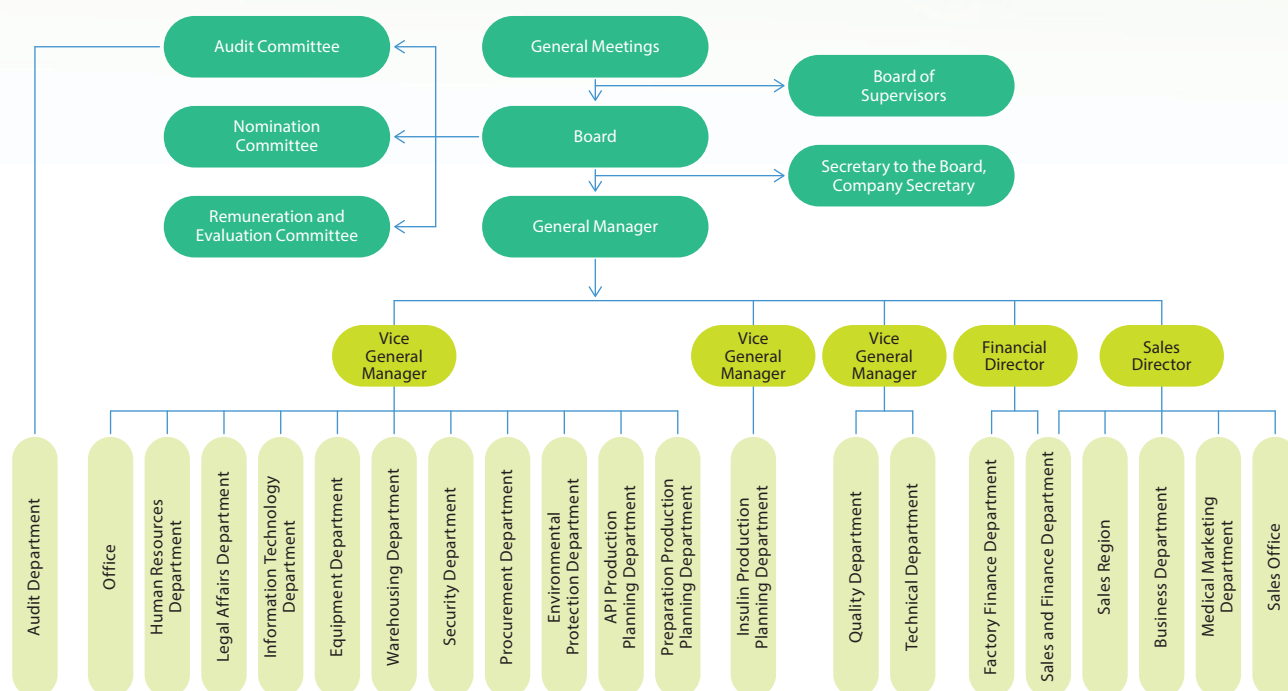 Audit Committee
General Meetings
Board of
Supervisors
Nomination
Committee
Board
Secretary to the Board,
Company Secretary
Remuneration and
Evaluation Committee
General Manager
Vice
General
Manager
Vice
General
Manager
Vice
General
Manager
Financial
Director
Sales
Director
Audit Department
Office
Human Resources
Department
Legal Affairs Department
Information Technology
Department
Equipment Department
Warehousing Department
Security Department
Procurement Department
Environmental
Protection Department
API Production
Planning Department
Preparation Production
Planning Department
Insulin Production
Planning Department
Quality Department
Technical Department
Factory Finance Department
Sales and Finance Department
Sales Region
Business Department
Medical Marketing
Department
Sales Office